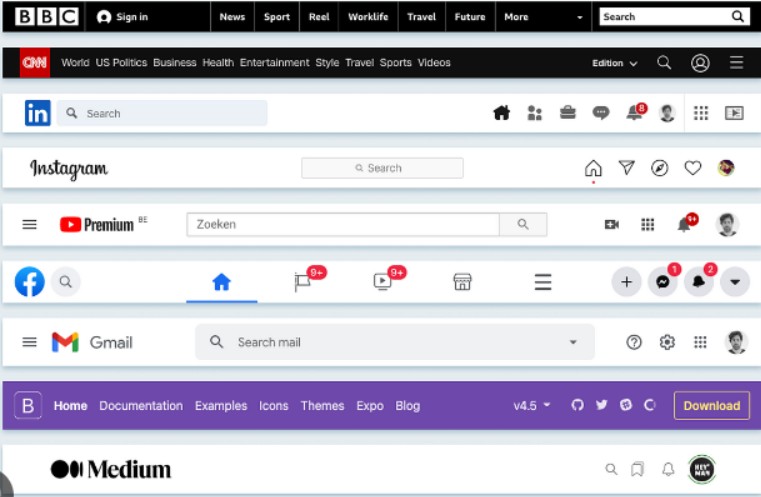 BBC Sign in News Sport Reel Worklife Travel Future More Search
CNN World US Politics Business Health Entertainment Style Travel Sports Videos Edition
in Search 8
Instagram Search
Premium BE Zoeken 9+
f 9+ 9+ 1 2
Gmail Search mail
B Home Documentation Examples Icons Themes Expo Blog v4.5 Download
Medium HEY MAN